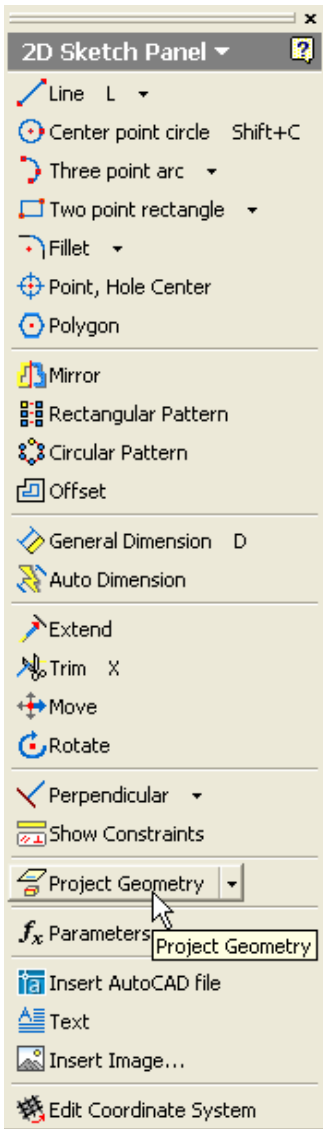 2D Sketch Panel
Line L
Center point circle Shift+C
Three point arc
Two point rectangle
Fillet
Point, Hole Center
Polygon
Mirror
Rectangular Pattern
Circular Pattern
Offset
General Dimension D
Auto Dimension
Extend
Trim X
Move
Rotate
Perpendicular
Show Constraints
Project Geometry
fx Parameters
Project Geometry
Insert AutoCAD file
Text
Insert Image...
Edit Coordinate System